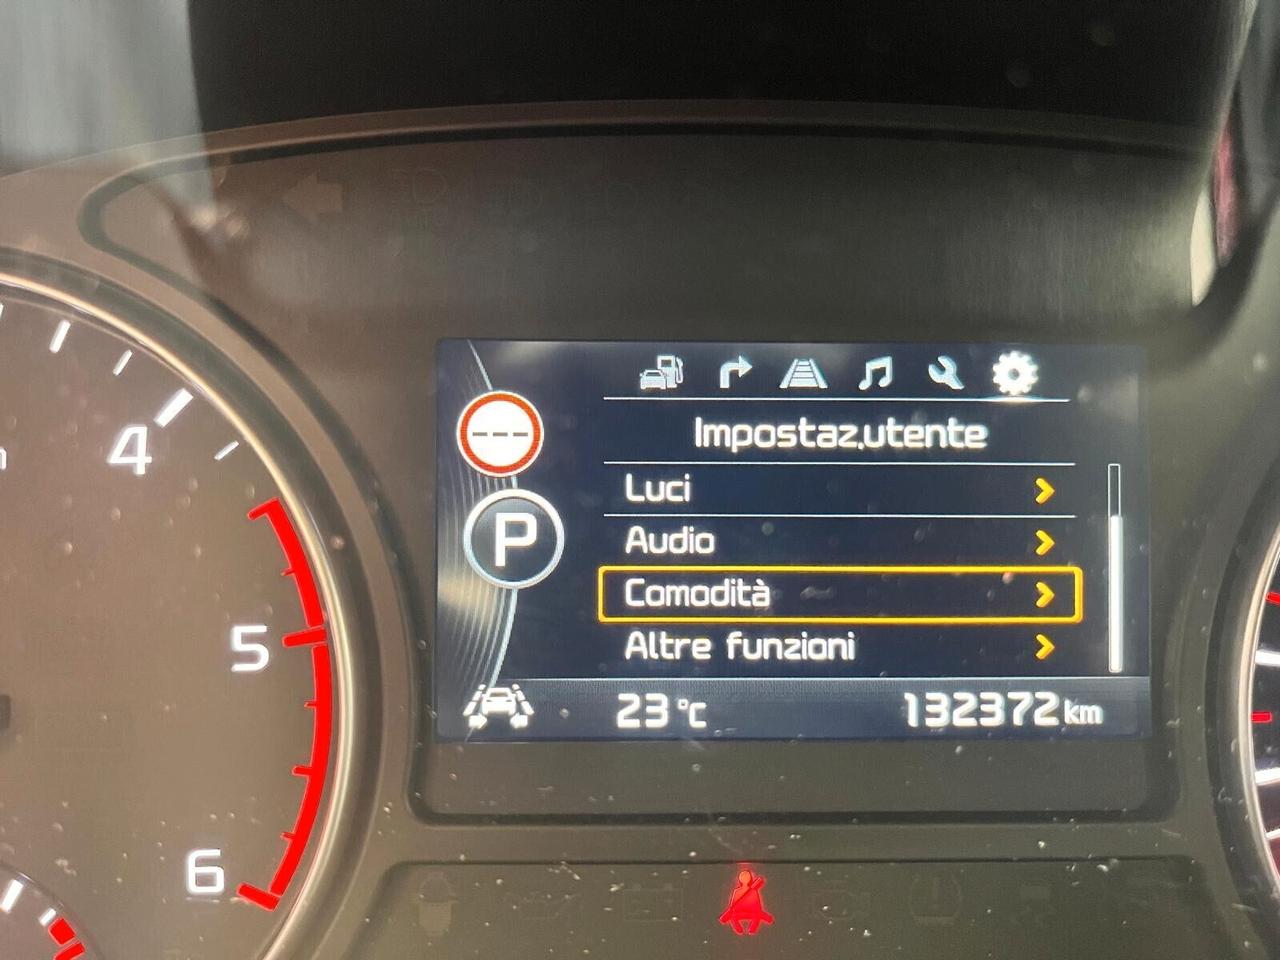 4
5
6
---
P
Impostaz.utente
Luci
Audio
Comodità
Altre funzioni
23 °C
132372 km